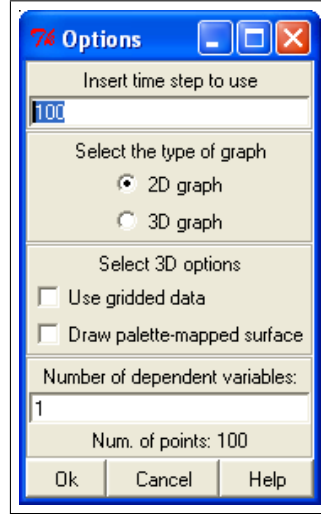 Options
Insert time step to use
100
Select the type of graph
2D graph
3D graph
Select 3D options
Use gridded data
Draw palette-mapped surface
Number of dependent variables:
1
Num. of points: 100
Ok Cancel Help